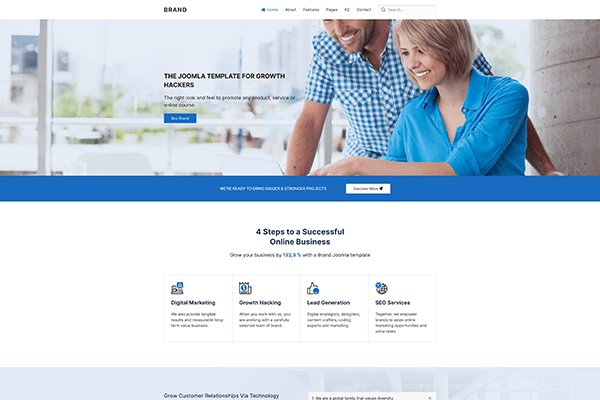 BRAND
Home About Features Pages K2 Contact Search...
THE JOOMLA TEMPLATE FOR GROWTH
HACKERS
The right look and feel to promote any product, service or
online course.
Buy Brand
WE'RE READY TO BRING BIGGER & STRONGER PROJECTS
Discover More
4 Steps to a Successful
Online Business
Grow your business by 132,5 % with a Brand Joomla template
Digital Marketing
We also provide tangible
results and measurable long-
term value business.
Growth Hacking
When you work with us, you
are working with a carefully
selected team of brand.
Lead Generation
Digital strategists, designers,
content crafters, coding
experts and marketing.
SEO Services
Together, we empower
brands to seize online
marketing opportunities and
solve tasks.
Grow Customer Relationships Via Technology
1. We are a global family that values diversity.